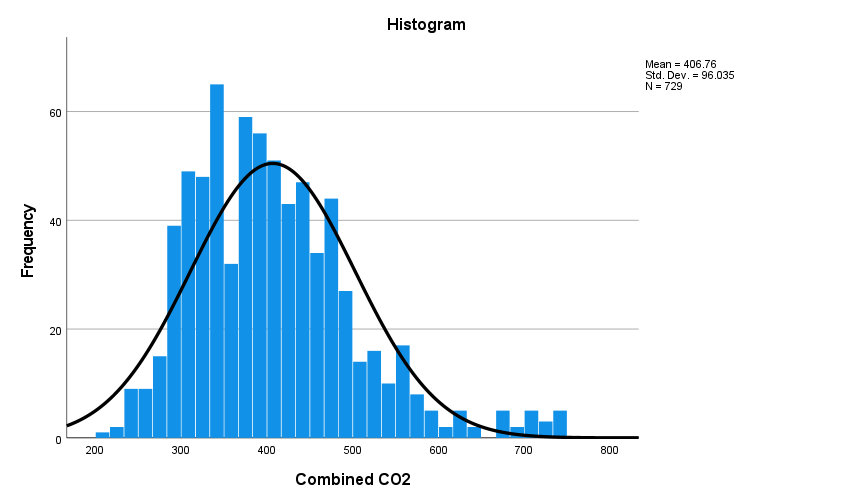 Histogram
Mean = 406.76
Std. Dev. = 96.035
N = 729
Frequency
60
40
20
0
200 300 400 500 600 700 800
Combined CO2